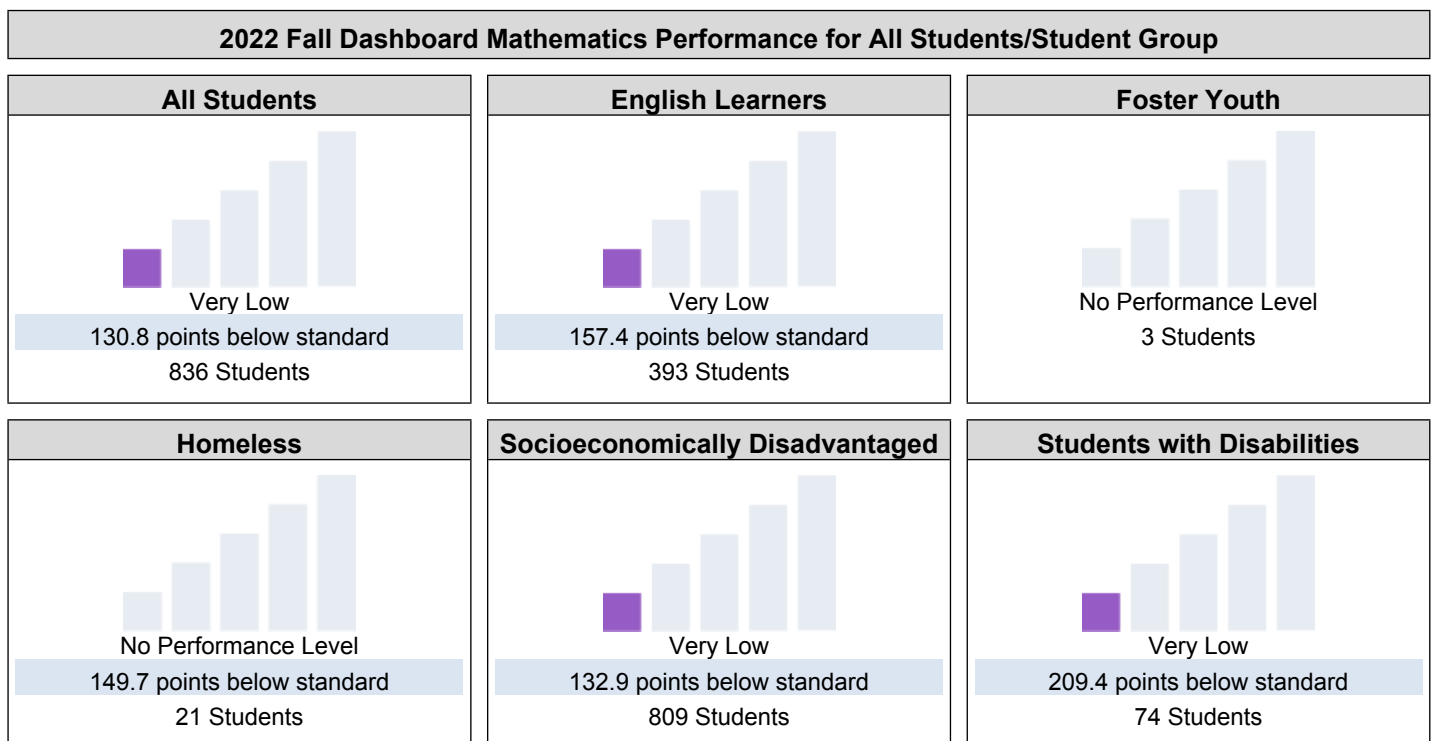 2022 Fall Dashboard Mathematics Performance for All Students/Student Group
All Students
Very Low
130.8 points below standard
836 Students
English Learners
Very Low
157.4 points below standard
393 Students
Foster Youth
No Performance Level
3 Students
Homeless
No Performance Level
149.7 points below standard
21 Students
Socioeconomically Disadvantaged
Very Low
132.9 points below standard
809 Students
Students with Disabilities
Very Low
209.4 points below standard
74 Students